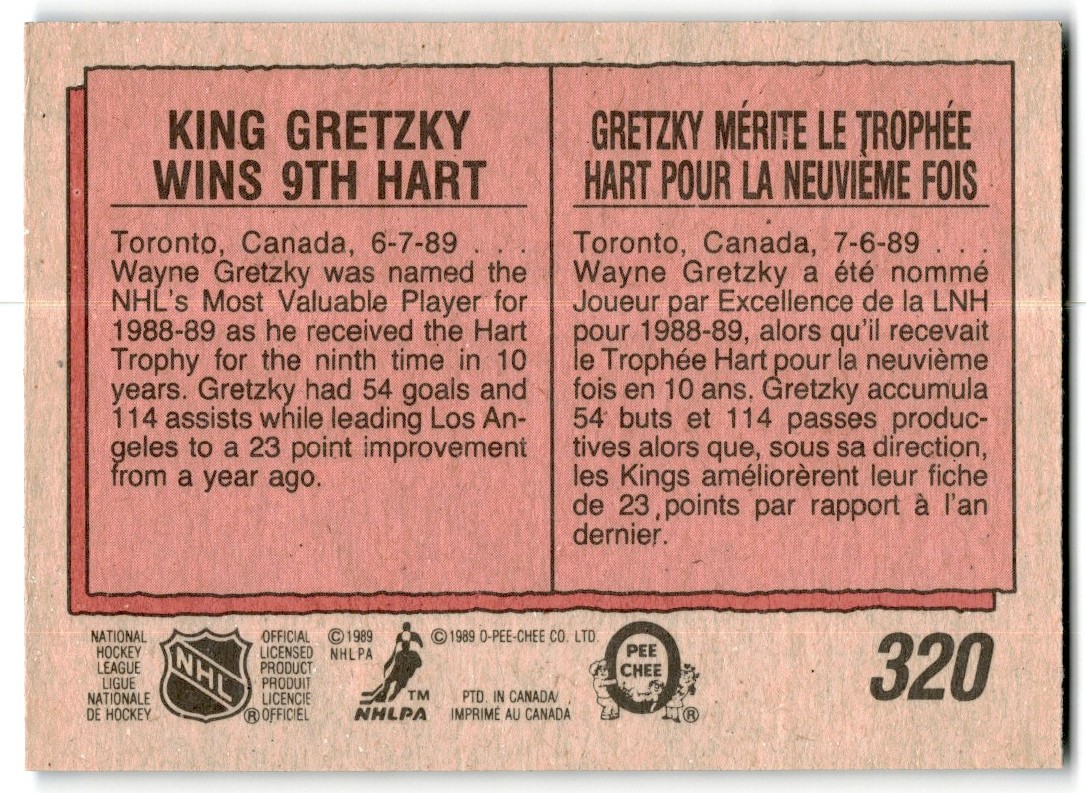 KING GRETZKY
WINS 9TH HART
Toronto, Canada, 6-7-89 . . .
Wayne Gretzky was named the
NHL's Most Valuable Player for
1988-89 as he received the Hart
Trophy for the ninth time in 10
years. Gretzky had 54 goals and
114 assists while leading Los An-
geles to a 23 point improvement
from a year ago.
GRETZKY MÉRITE LE TROPHÉE
HART POUR LA NEUVIÈME FOIS
Toronto, Canada, 7-6-89 . . .
Wayne Gretzky a été nommé
Joueur par Excellence de la LNH
pour 1988-89, alors qu'il recevait
le Trophée Hart pour la neuvième
fois en 10 ans. Gretzky accumula
54 buts et 114 passes produc-
tives alors que, sous sa direction,
les Kings améliorèrent leur fiche
de 23 points par rapport à l'an
dernier.
NATIONAL
HOCKEY
LEAGUE
LIGUE
NATIONALE
DE HOCKEY
NHL
®
OFFICIAL
LICENSED
PRODUCT
PRODUIT
LICENCIE
OFFICIEL
©1989
NHLPA
TM
NHLPA
©1989 O-PEE-CHEE CO. LTD.
PTD. IN CANADA/
IMPRIMÉ AU CANADA
O
PEE
CHEE
®
320